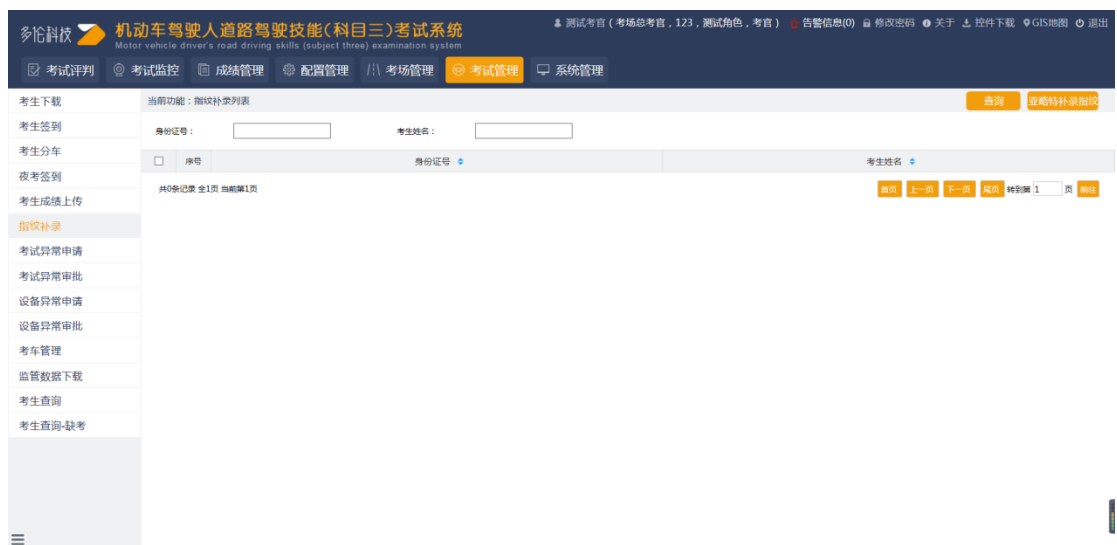 多伦科技 机动车驾驶人道路驾驶技能(科目三)考试系统
Motor vehicle driver's road driving skills (subject three) examination system
测试考官 ( 考场总考官 , 123 , 测试角色 , 考官 ) 告警信息(0) 修改密码 关于 控件下载 GIS地图 退出
考试评判 考试监控 成绩管理 配置管理 考场管理 考试管理 系统管理
考生下载
考生签到
考生分车
夜考签到
考生成绩上传
指纹补录
考试异常申请
考试异常审批
设备异常申请
设备异常审批
考车管理
监管数据下载
考生查询
考生查询-缺考
当前功能 : 指纹补录列表 查询 亚略特补录指纹
身份证号 : 考生姓名 :
序号 身份证号 考生姓名
共0条记录 全1页 当前第1页 首页 上一页 下一页 尾页 转到第 1 页 前往